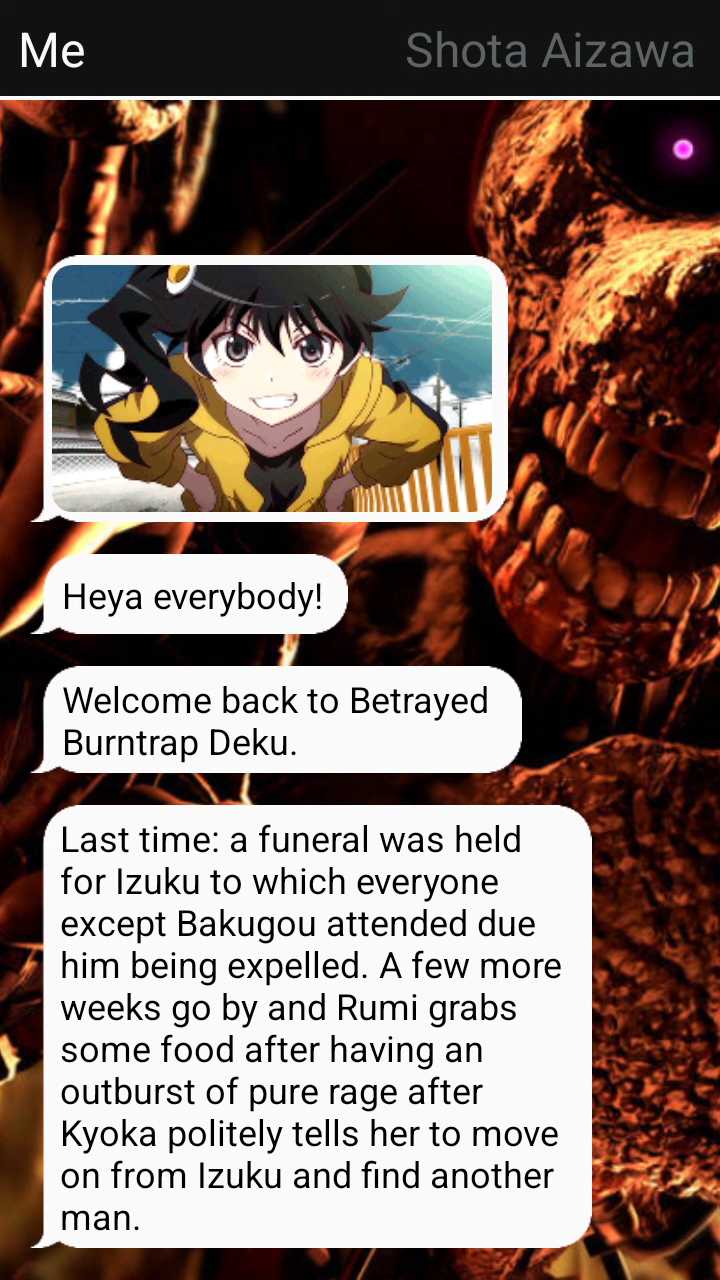 Me
Shota Aizawa
Heya everybody!
Welcome back to Betrayed
Burntrap Deku.
Last time: a funeral was held
for Izuku to which everyone
except Bakugou attended due
him being expelled. A few more
weeks go by and Rumi grabs
some food after having an
outburst of pure rage after
Kyoka politely tells her to move
on from Izuku and find another
man.